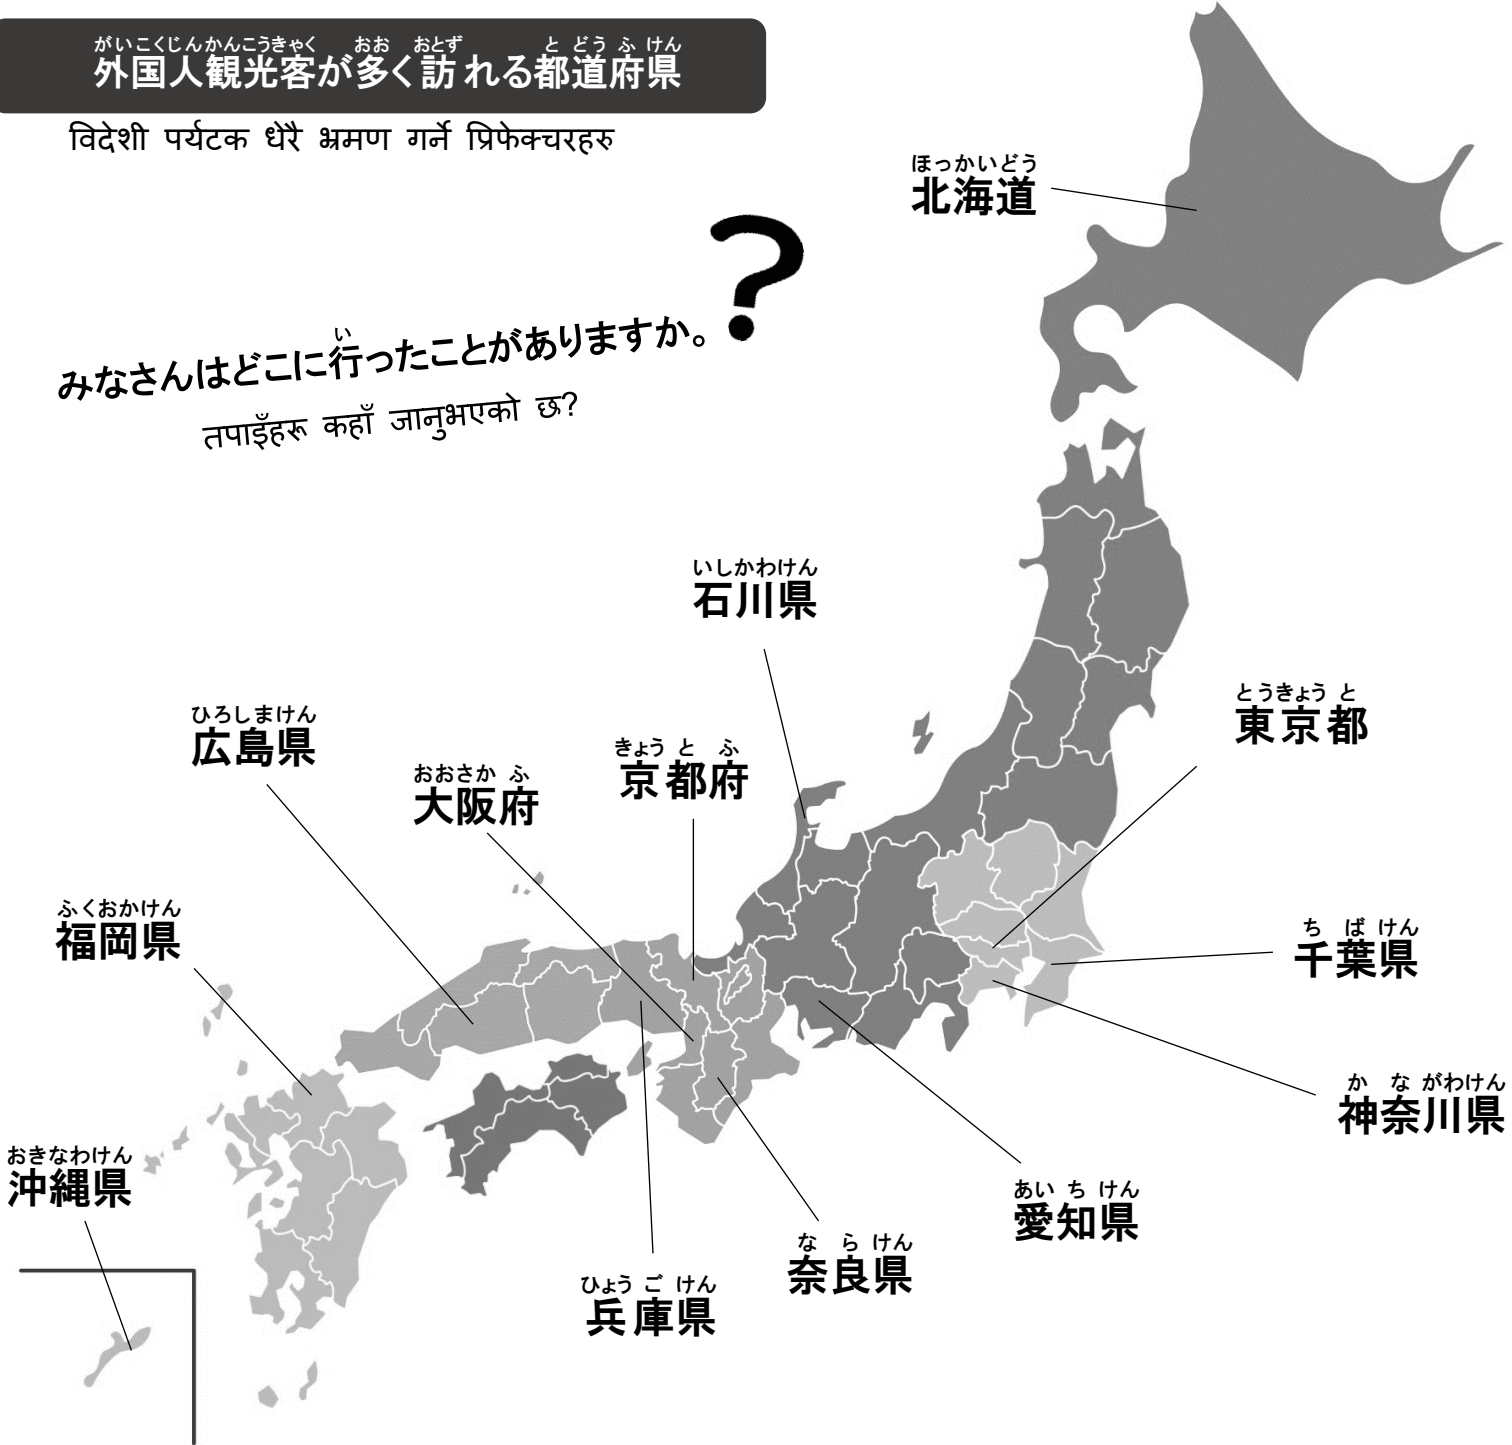 がいこくじんかんこうきゃく おお おとず と どう ふ けん
外国人観光客が多く訪れる都道府県
विदेशी पर्यटक धेरै भ्रमण गर्ने प्रिफेक्चरहरु
?
い
みなさんはどこに行ったことがありますか。
तपाइँहरू कहाँ जानुभएको छ?
ほっかいどう
北海道
いしかわけん
石川県
とうきょう と
東京都
ひろしまけん
広島県
きょう と ふ
京都府
おおさか ふ
大阪府
ふくおかけん
福岡県
ち ば けん
千葉県
か な がわけん
神奈川県
おきなわけん
沖縄県
あい ち けん
愛知県
な ら けん
奈良県
ひょう ご けん
兵庫県